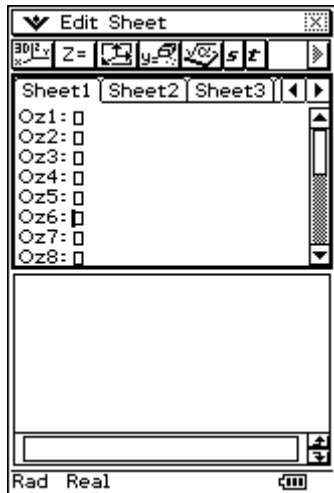 Edit Sheet
Z= s t
Sheet1 Sheet2 Sheet3
Oz1:
Oz2:
Oz3:
Oz4:
Oz5:
Oz6:
Oz7:
Oz8:
Rad Real